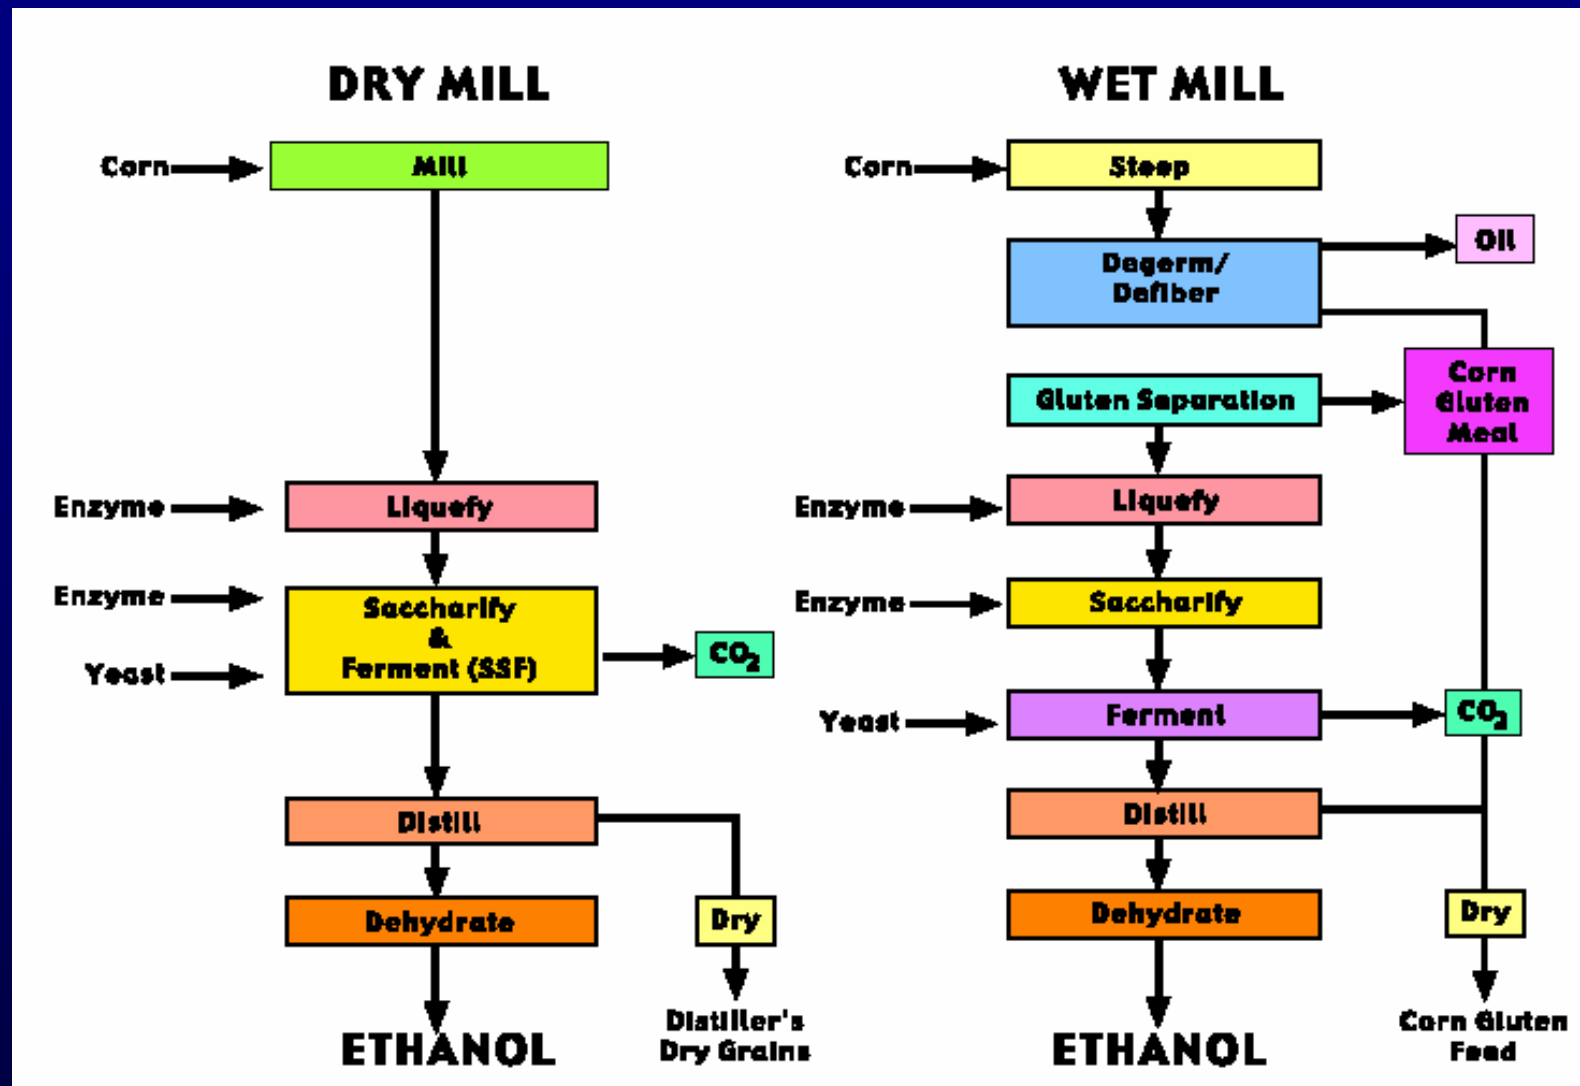 DRY MILL
Corn
Mill
Enzyme
Liquefy
Enzyme
Yeast
Saccharify
&
Ferment (SSF)
CO2
Distill
Dehydrate
Dry
ETHANOL
Distiller's
Dry Grains
WET MILL
Corn
Steep
Degerm/
Defiber
Oil
Gluten Separation
Corn
Gluten
Meal
Enzyme
Liquefy
Enzyme
Saccharify
Yeast
Ferment
CO2
Distill
Dehydrate
Dry
ETHANOL
Corn Gluten
Feed